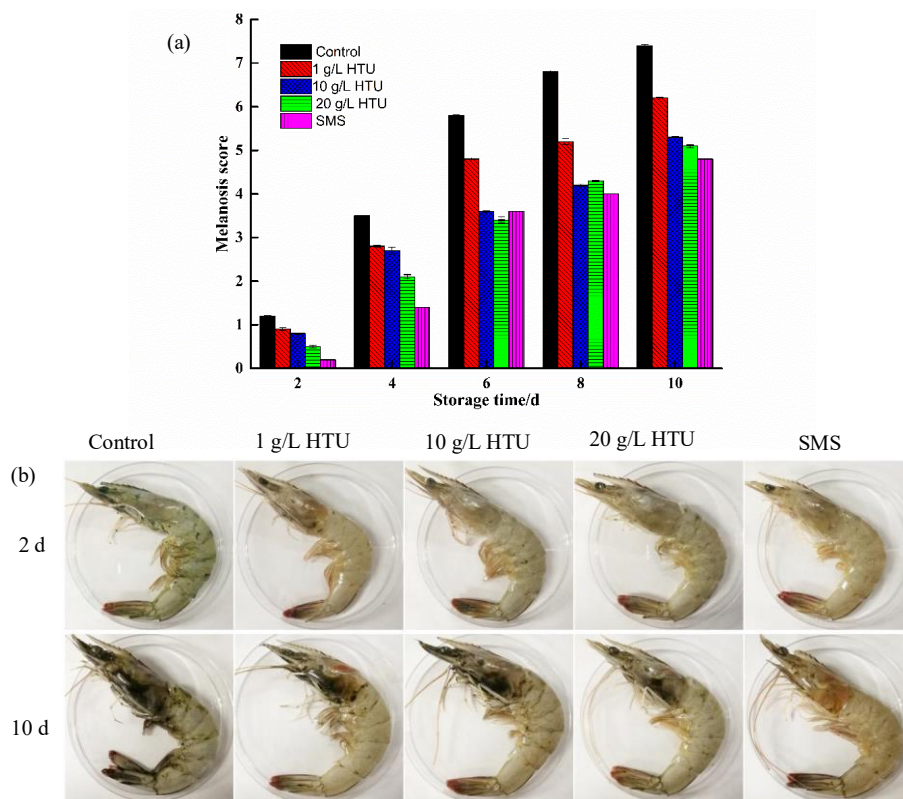 (a)
8
7
6
5
4
3
2
1
0
Melanosis score
Control
1 g/L HTU
10 g/L HTU
20 g/L HTU
SMS
2 4 6 8 10
Storage time/d
Control 1 g/L HTU 10 g/L HTU 20 g/L HTU SMS
(b)
2 d
10 d